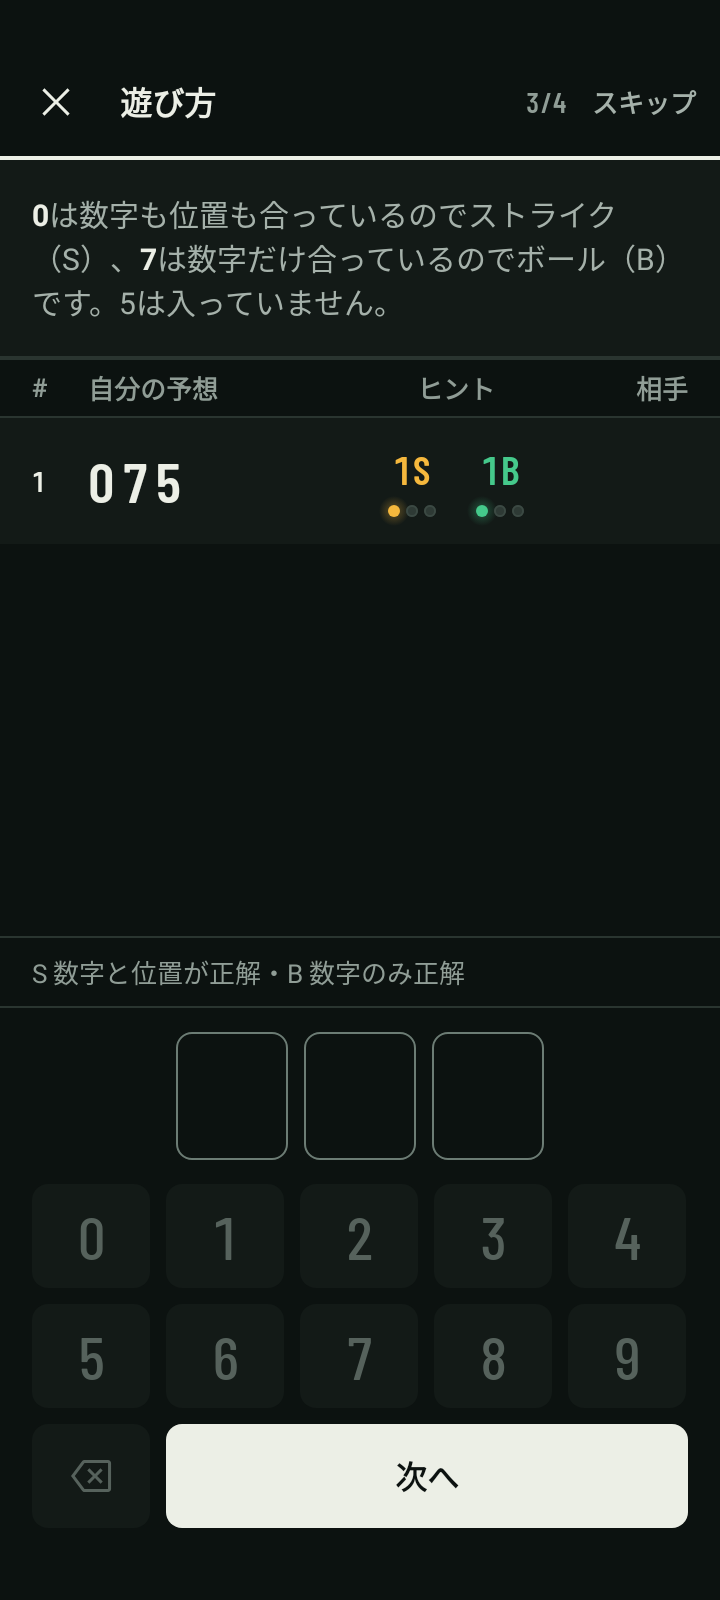 遊び方
3/4 スキップ
0は数字も位置も合っているのでストライク
（S）、7は数字だけ合っているのでボール（B）
です。5は入っていません。
# 自分の予想 ヒント 相手
1 075 1S 1B
S 数字と位置が正解・B 数字のみ正解
0 1 2 3 4
5 6 7 8 9
次へ